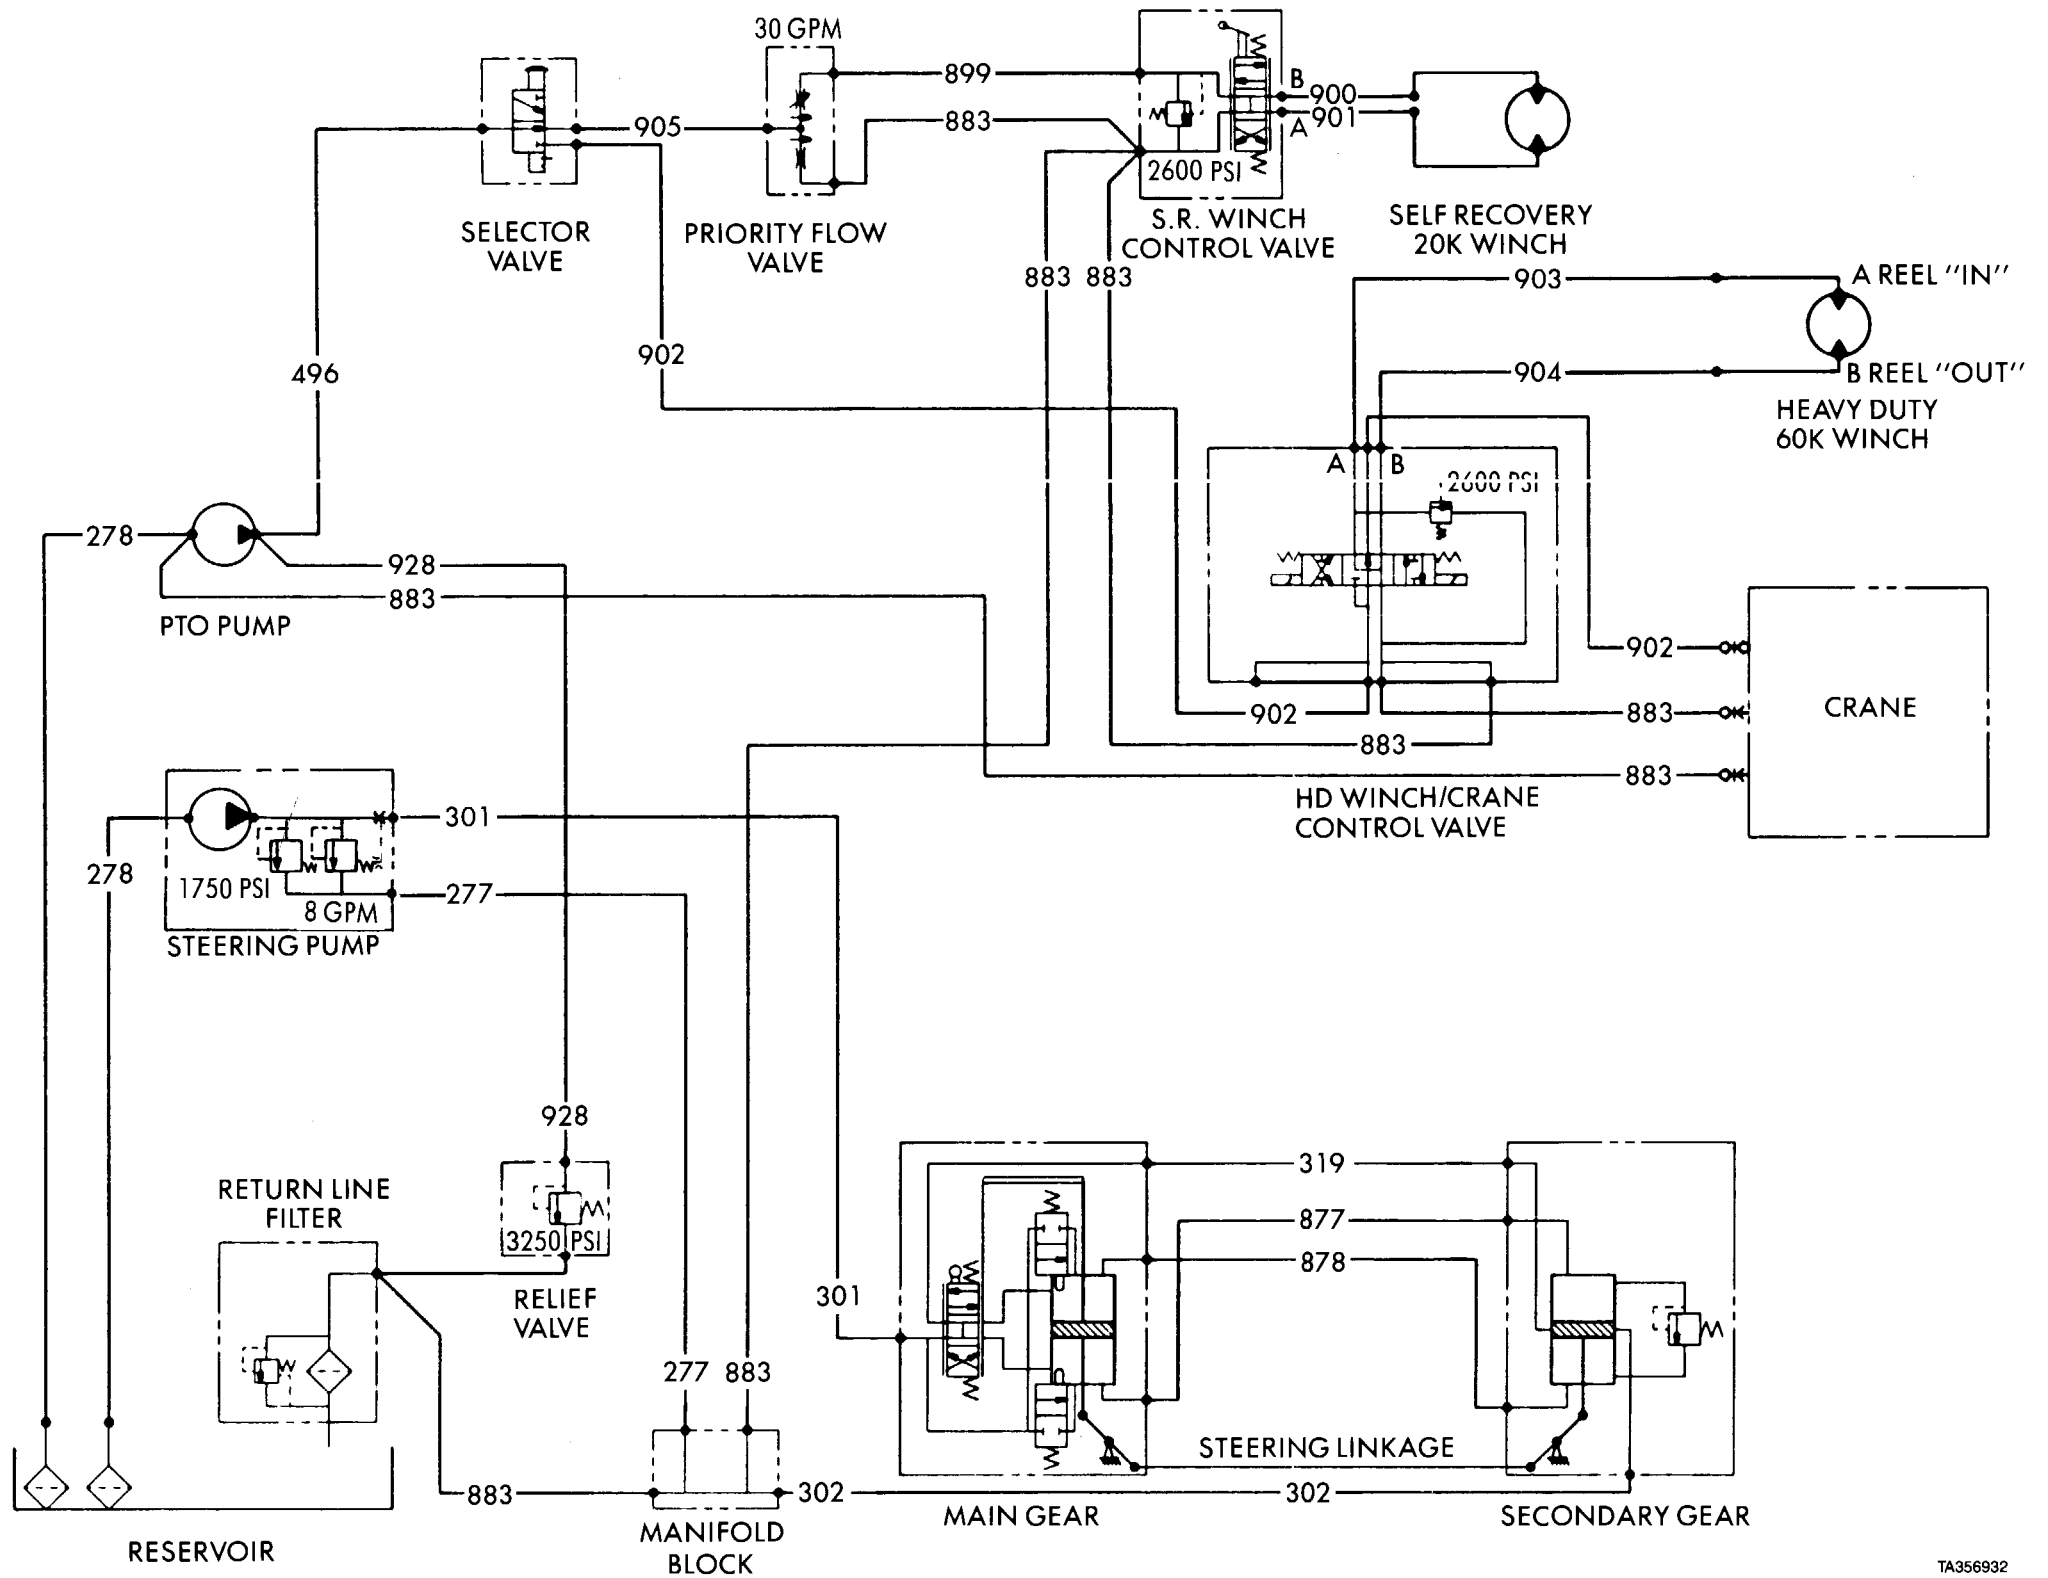 30 GPM
899
B
900
905
883
901
A
2600 PSI
SELECTOR
VALVE
PRIORITY FLOW
VALVE
S.R. WINCH
CONTROL VALVE
SELF RECOVERY
20K WINCH
883
883
903
A REEL "IN"
902
496
904
B REEL "OUT"
HEAVY DUTY
60K WINCH
A
B
2600 PSI
278
928
883
PTO PUMP
902
902
883
CRANE
883
883
HD WINCH/CRANE
CONTROL VALVE
301
278
1750 PSI
277
8 GPM
STEERING PUMP
928
RETURN LINE
FILTER
3250 PSI
RELIEF
VALVE
319
877
878
301
277
883
STEERING LINKAGE
883
302
302
MAIN GEAR
SECONDARY GEAR
MANIFOLD
BLOCK
RESERVOIR
TA356932